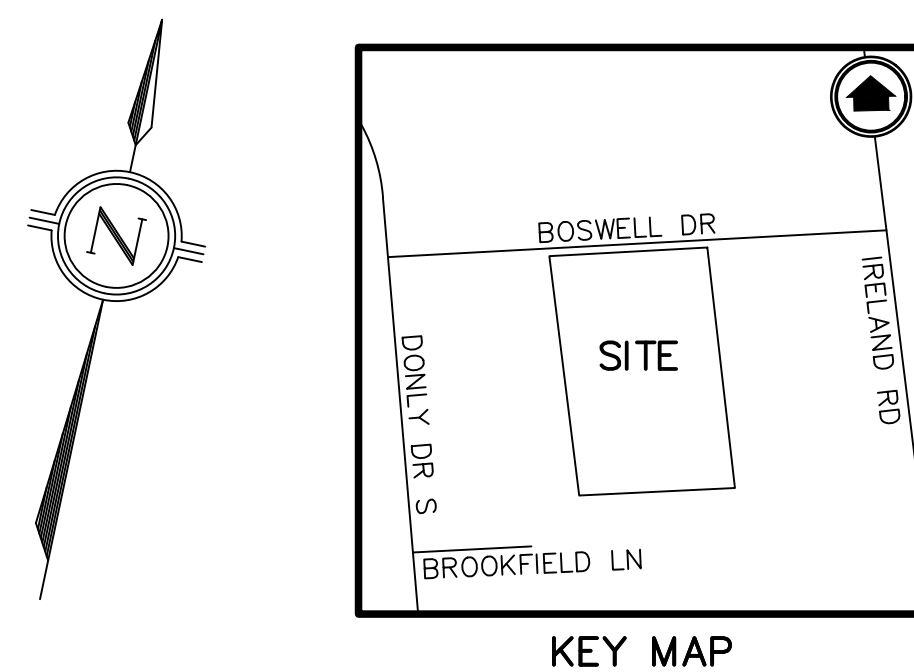 N
BOSWELL DR
IRELAND RD
SITE
DONLY DR S
BROOKFIELD LN
KEY MAP